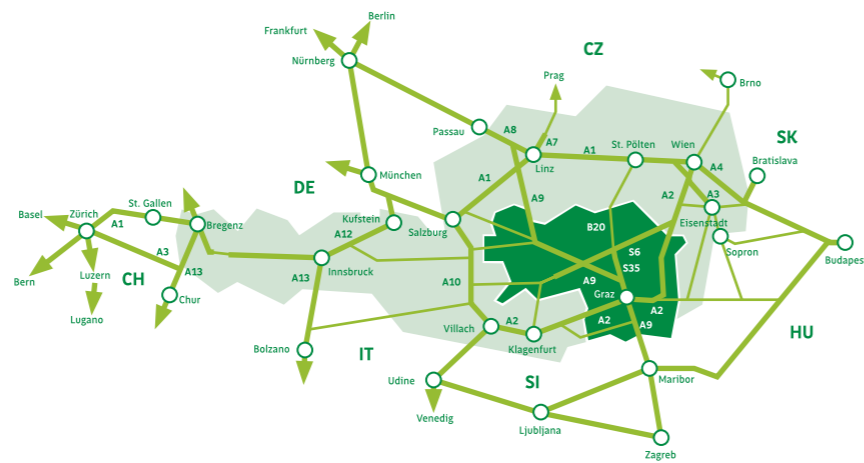 Berlin
Frankfurt
Nürnberg
CZ
Prag
Brno
Passau
A8
A7
Linz
A1
St. Pölten
Wien
SK
Bratislava
A4
München
DE
A1
A9
A2
A3
Eisenstadt
St. Gallen
Basel
Zürich
A1
Bregenz
Kufstein
A12
Salzburg
B20
S6
Sopron
Budapes
A3
CH
A13
Luzern
Bern
Chur
Innsbruck
A13
A10
S35
A9
Graz
A2
Lugano
Villach
A2
Klagenfurt
A2
A9
HU
Bolzano
IT
Udine
SI
Maribor
Venedig
Ljubljana
Zagreb